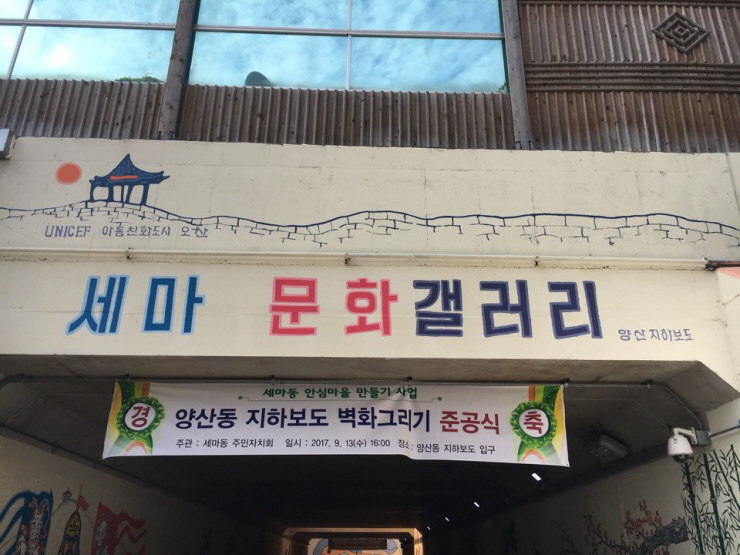 UNICEF 아동친화도시 오산
세마 문화갤러리
양산지하보도
세마동 안심마을 만들기 사업
경 양산동 지하보도 벽화그리기 준공식 축
주관 : 세마동 주민자치회 일시 : 2017. 9. 13(수) 16:00 장소: 양산동 지하보도 입구